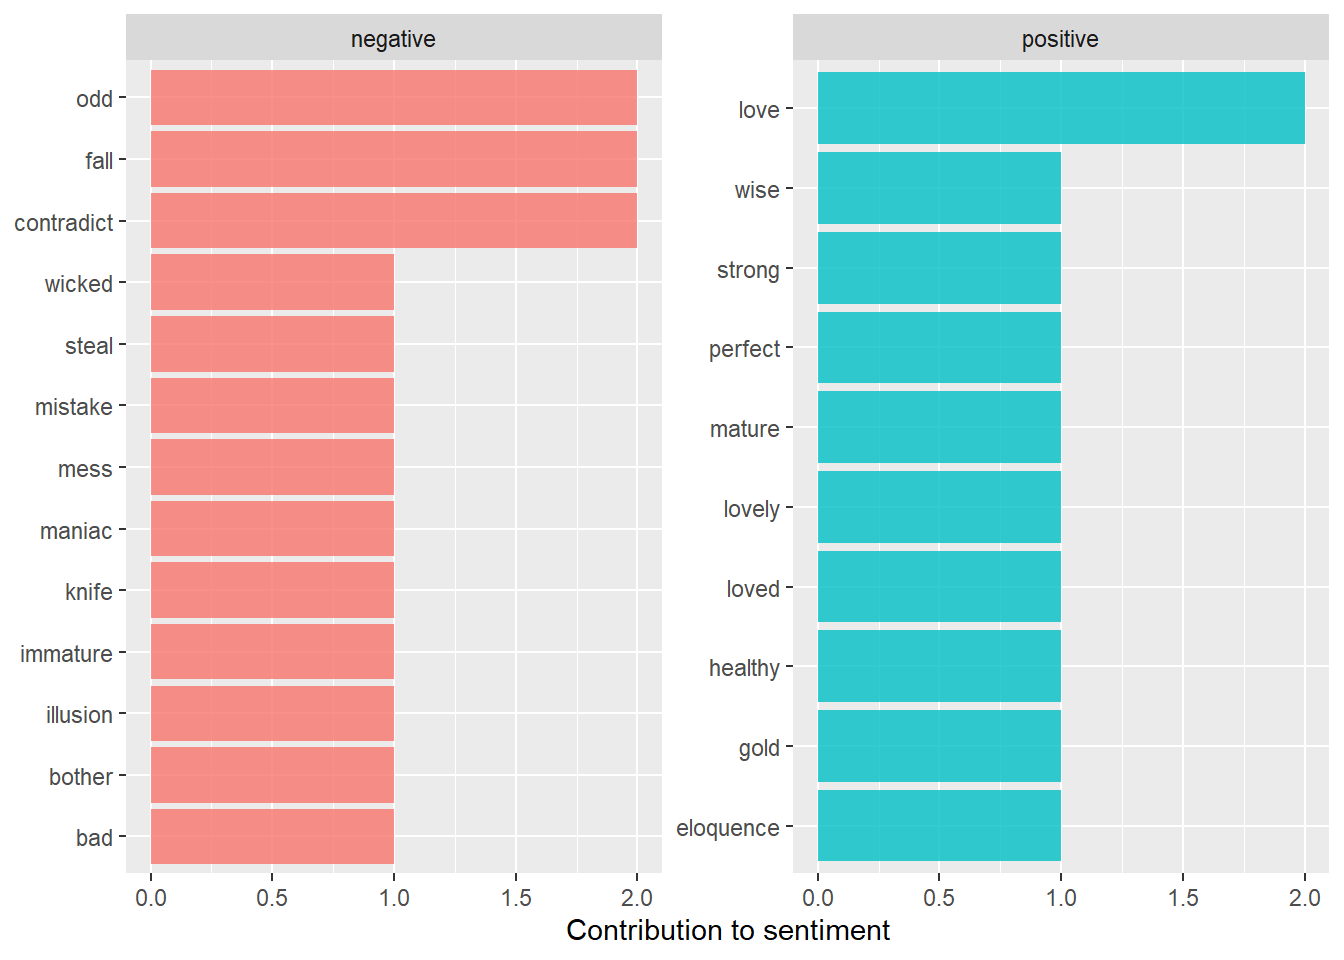 negative
odd
fall
contradict
wicked
steal
mistake
mess
maniac
knife
immature
illusion
bother
bad
0.0 0.5 1.0 1.5 2.0
positive
love
wise
strong
perfect
mature
lovely
loved
healthy
gold
eloquence
0.0 0.5 1.0 1.5 2.0
Contribution to sentiment